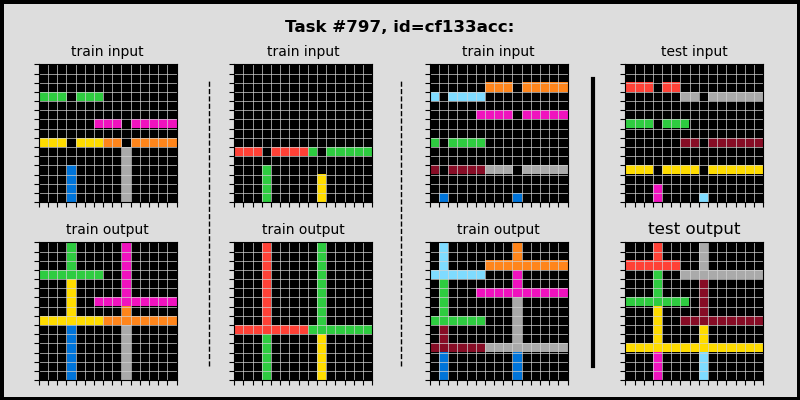 Task #797, id=cf133acc:
train input
train input
train input
test input
train output
train output
train output
test output